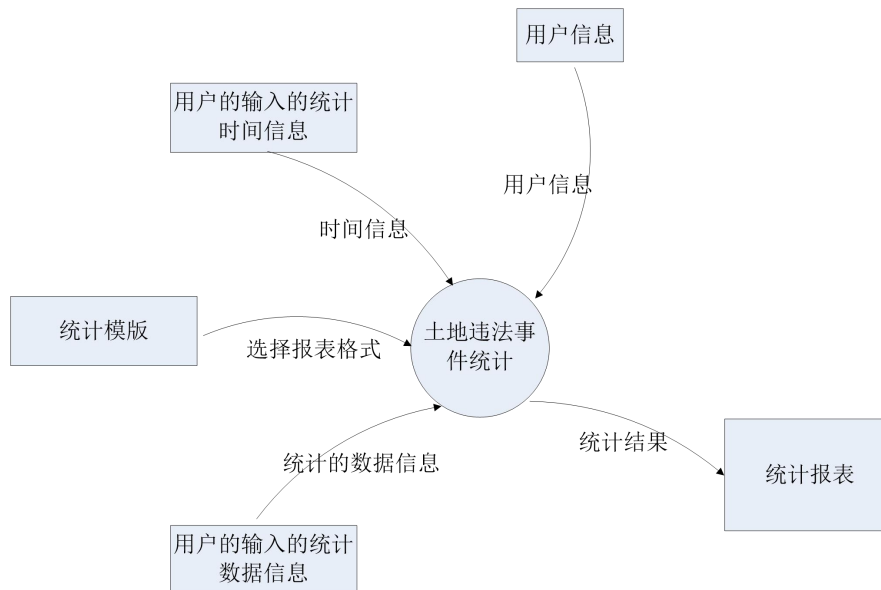 用户信息
用户的输入的统计
时间信息
用户信息
时间信息
统计模版
选择报表格式
土地违法事
件统计
统计的数据信息
统计结果
统计报表
用户的输入的统计
数据信息